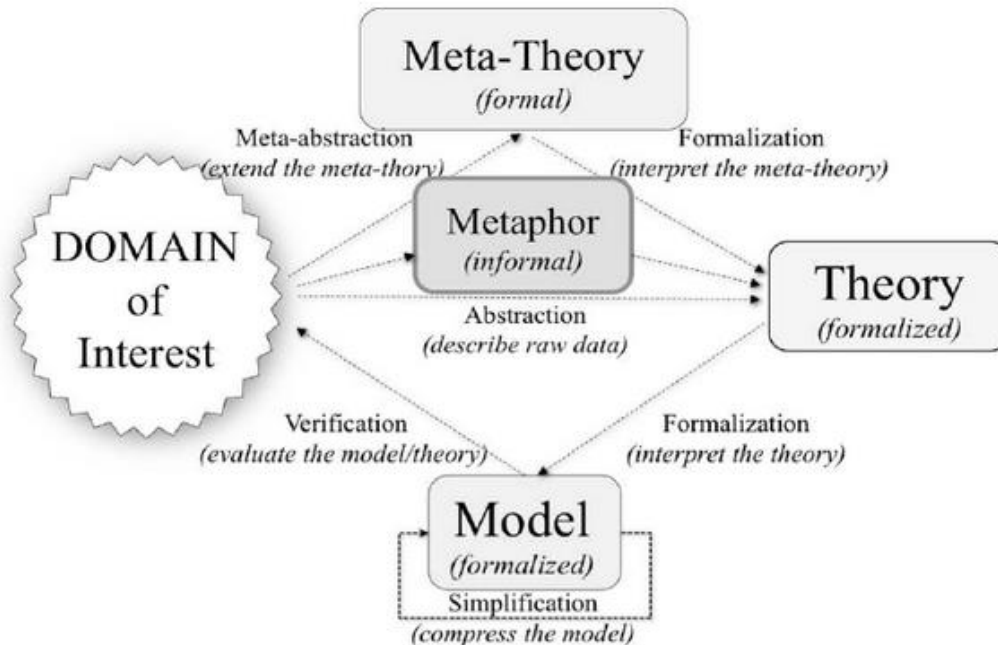 Meta-Theory
(formal)
Meta-abstraction
(extend the meta-thory)
Formalization
(interpret the meta-theory)
Metaphor
(informal)
DOMAIN
of
Interest
Theory
(formalized)
Abstraction
(describe raw data)
Verification
(evaluate the model/theory)
Formalization
(interpret the theory)
Model
(formalized)
Simplification
(compress the model)